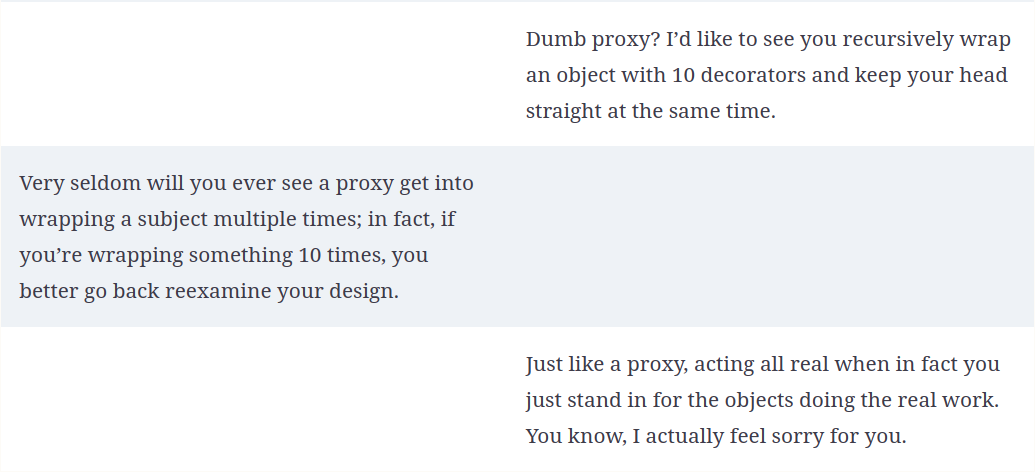 Dumb proxy? I’d like to see you recursively wrap
an object with 10 decorators and keep your head
straight at the same time.
Very seldom will you ever see a proxy get into
wrapping a subject multiple times; in fact, if
you’re wrapping something 10 times, you
better go back reexamine your design.
Just like a proxy, acting all real when in fact you
just stand in for the objects doing the real work.
You know, I actually feel sorry for you.